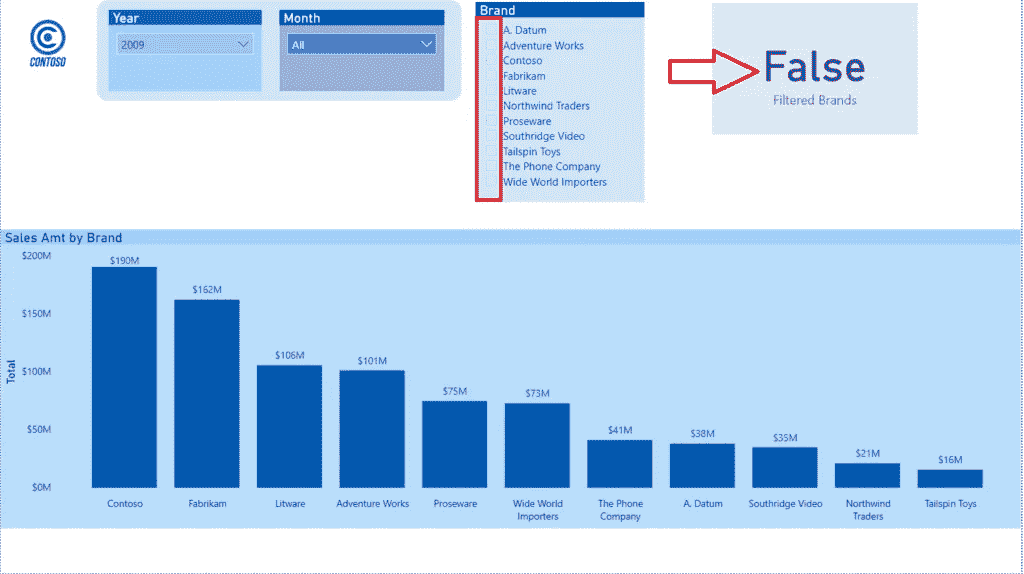 CONTOSO
Year
2009
Month
All
Brand
A. Datum
Adventure Works
Contoso
Fabrikam
Litware
Northwind Traders
Proseware
Southridge Video
Tailspin Toys
The Phone Company
Wide World Importers
False
Filtered Brands
Sales Amt by Brand
Total
$200M
$150M
$100M
$50M
$0M
$190M
$162M
$106M
$101M
$75M
$73M
$41M
$38M
$35M
$21M
$16M
Contoso
Fabrikam
Litware
Adventure Works
Proseware
Wide World
Importers
The Phone
Company
A. Datum
Southridge Video
Northwind
Traders
Tailspin Toys